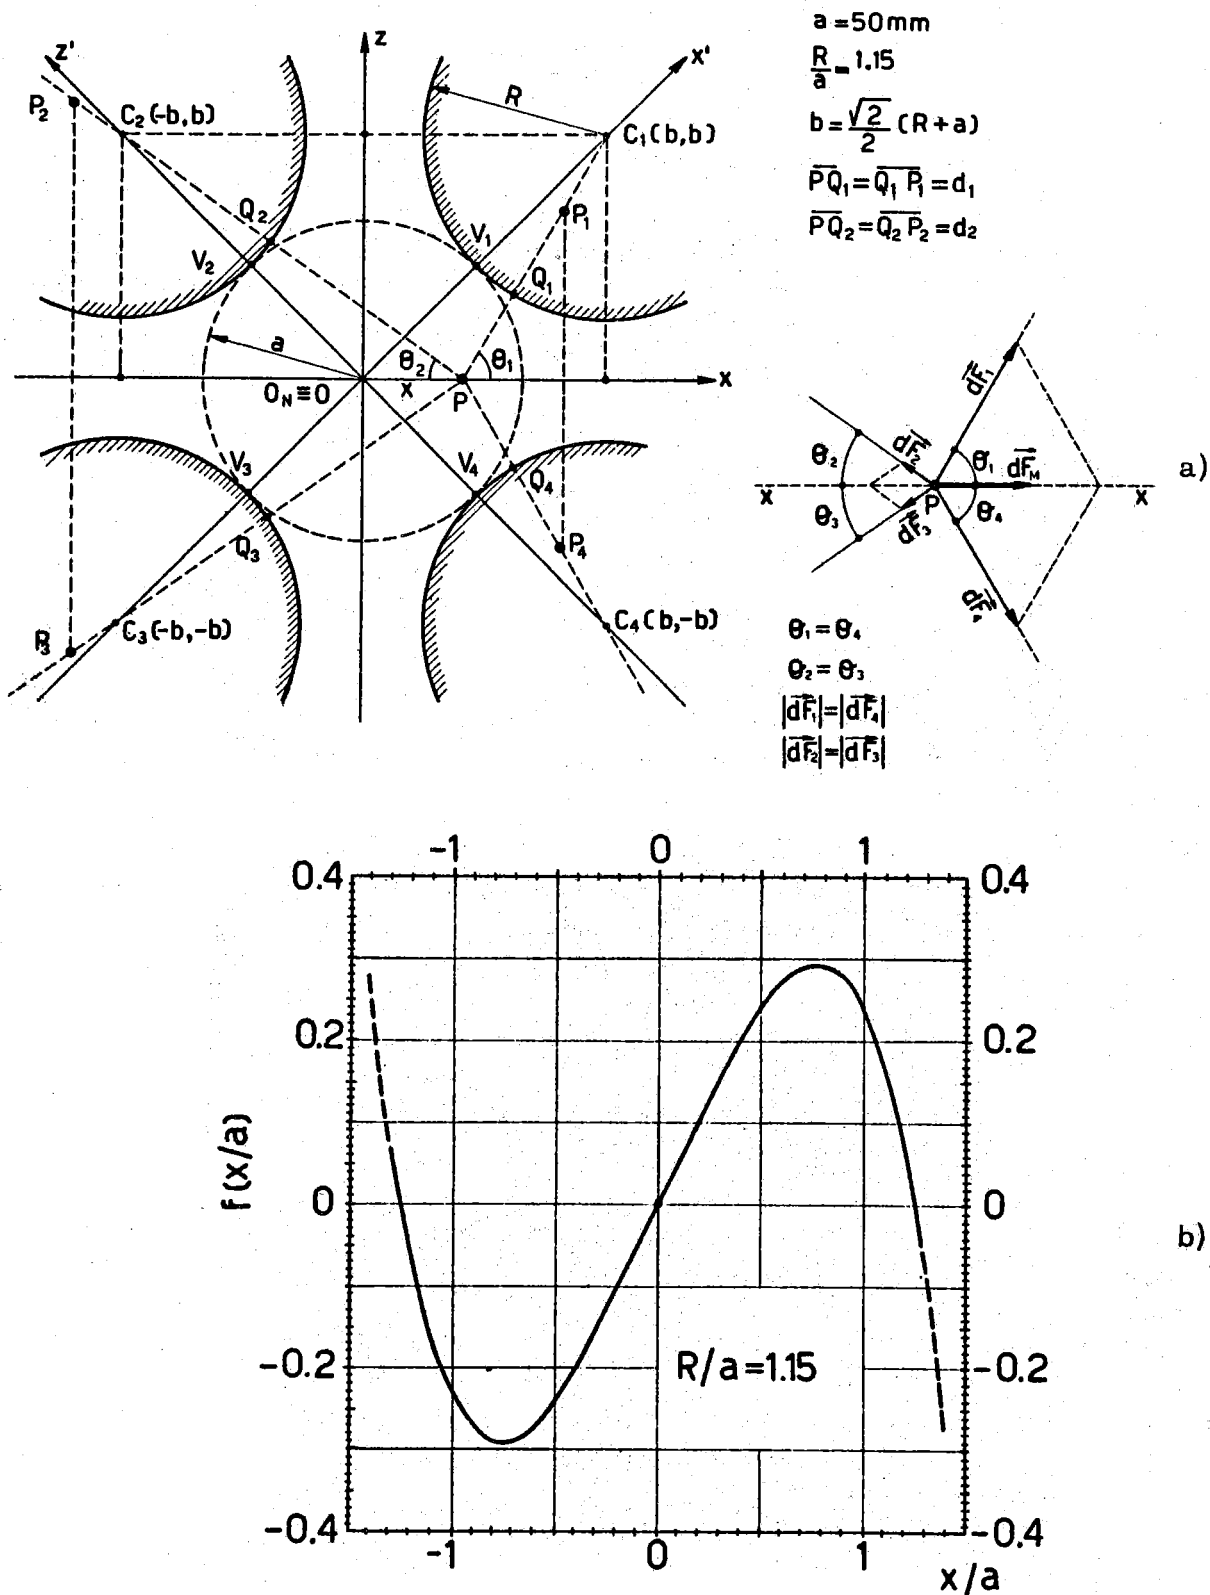 a = 50mm
R/a = 1.15
b = √2/2 (R+a)
PQ₁ = Q₁P₁ = d₁
PQ₂ = Q₂P₂ = d₂
z'
z
x'
P₂
C₂(-b,b)
R
C₁(b,b)
Q₂
V₁
P₁
V₂
Q₁
a
θ₂
θ₁
O_N≡O
x
P
x
V₃
V₄
Q₄
Q₃
P₄
P₃
C₃(-b,-b)
C₄(b,-b)
dF₁
θ₂
dF₂
θ₁
dF_M
a)
x
P
x
θ₃
dF₃
θ₄
dF₄
θ₁=θ₄
θ₂=θ₃
|dF₁|=|dF₄|
|dF₂|=|dF₃|
-1
0
1
0.4
0.4
0.2
0.2
f(x/a)
0
0
b)
-0.2
R/a=1.15
-0.2
-0.4
-0.4
-1
0
1
x/a